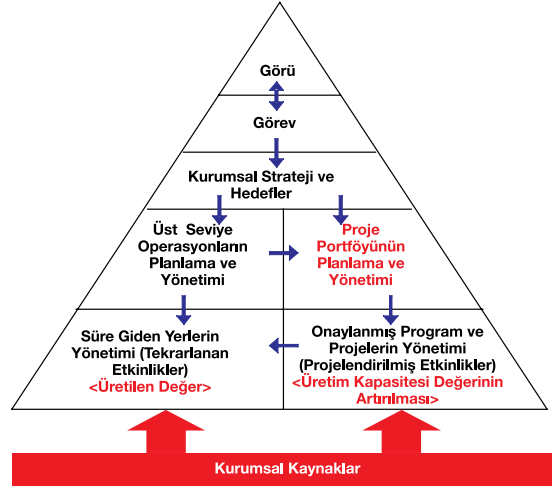 Görü
Görev
Kurumsal Strateji ve
Hedefler
Üst Seviye
Operasyonların
Planlama ve
Yönetimi
Proje
Portföyünün
Planlama ve
Yönetimi
Süre Giden Yerlerin
Yönetimi (Tekrarlanan
Etkinlikler)
<Üretilen Değer>
Onaylanmış Program ve
Projelerin Yönetimi
(Projelendirilmiş Etkinlikler)
<Üretim Kapasitesi Değerinin
Artırılması>
Kurumsal Kaynaklar